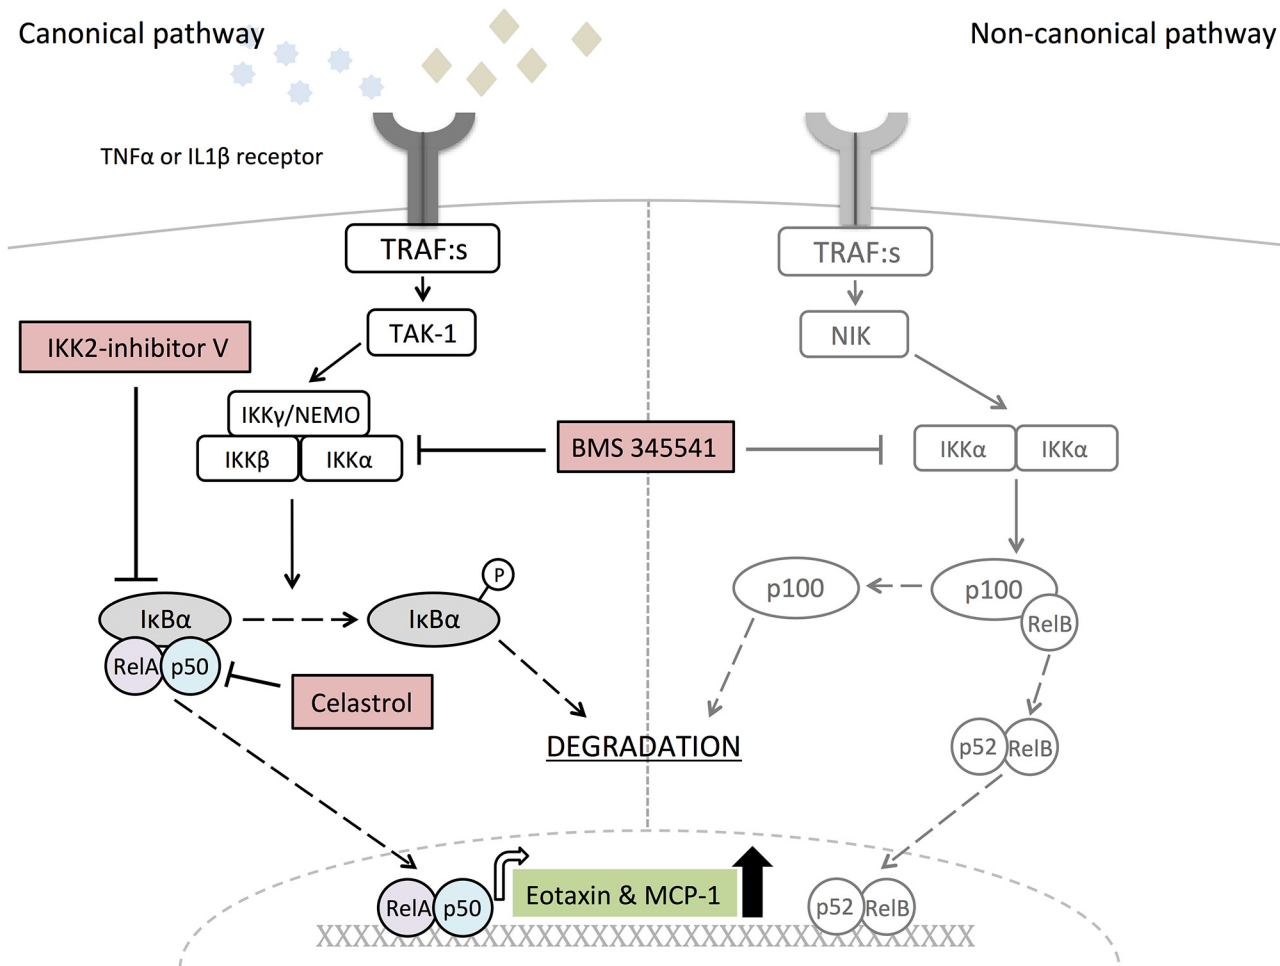 Canonical pathway
Non-canonical pathway
TNFα or IL1β receptor
TRAF:s
TRAF:s
TAK-1
NIK
IKK2-inhibitor V
IKKγ/NEMO
IKKβ
IKKα
BMS 345541
IKKα
IKKα
P
IκBα
IκBα
p100
p100
RelB
RelA
p50
Celastrol
DEGRADATION
p52
RelB
Eotaxin & MCP-1
RelA
p50
p52
RelB
XXXXXXXXXXXXXXXXXXXXXXXXXXXXXXXXXXXXXXXXXXXXXX